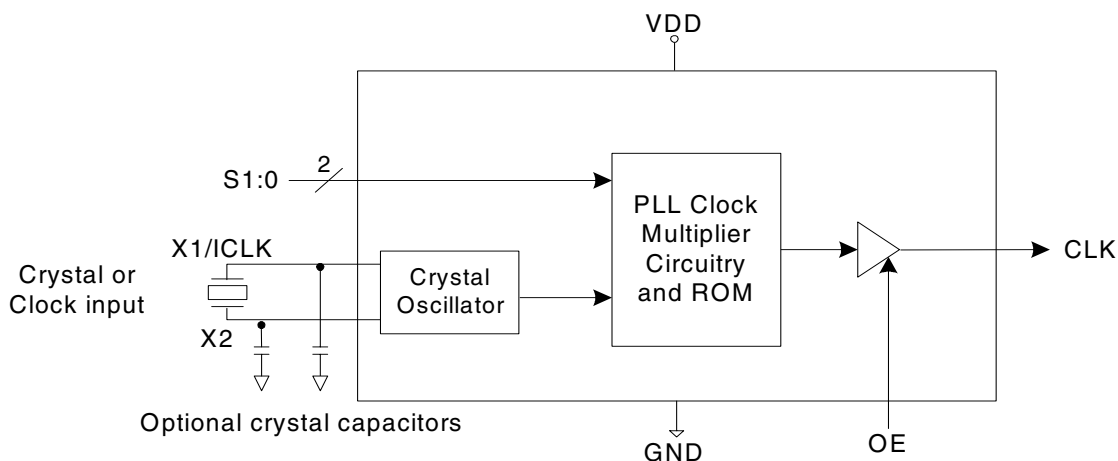 VDD
2
S1:0
PLL Clock
Multiplier
Circuitry
and ROM
X1/ICLK
Crystal or
Clock input
Crystal
Oscillator
CLK
X2
Optional crystal capacitors
GND
OE